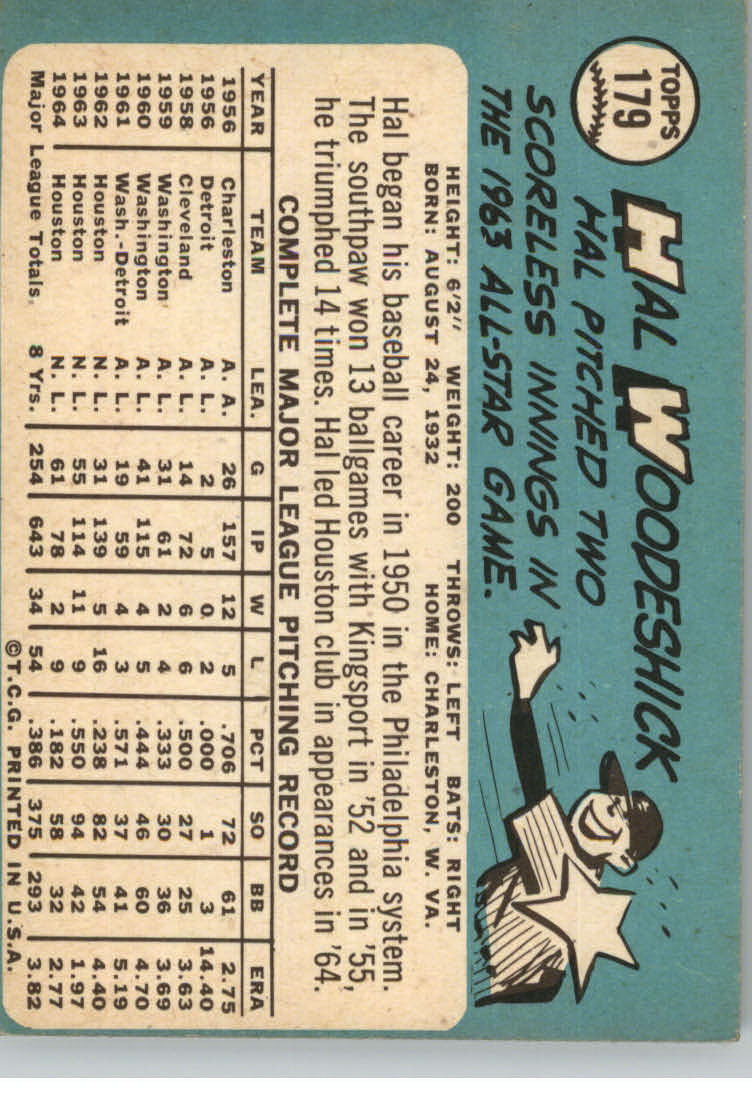 TOPPS
179
HAL WOODESHICK
HAL PITCHED TWO
SCORELESS INNINGS IN
THE 1963 ALL-STAR GAME.
HEIGHT: 6'2" WEIGHT: 200 THROWS: LEFT BATS: RIGHT
BORN: AUGUST 24, 1932 HOME: CHARLESTON, W. VA.
Hal began his baseball career in 1950 in the Philadelphia system.
The southpaw won 13 ballgames with Kingsport in '52 and in '55,
he triumphed 14 times. Hal led Houston club in appearances in '64.
COMPLETE MAJOR LEAGUE PITCHING RECORD
YEAR TEAM LEA. G IP W L PCT SO BB ERA
1956 Charleston A. A. 26 157 12 5 .706 72 61 2.75
1956 Detroit A. L. 2 5 0 2 .000 1 3 14.40
1958 Cleveland A. L. 14 72 6 6 .500 27 25 3.63
1959 Washington A. L. 31 61 2 4 .333 30 36 3.69
1960 Washington A. L. 41 115 4 5 .444 46 60 4.70
1961 Wash.-Detroit A. L. 19 59 4 3 .571 37 41 5.19
1962 Houston N. L. 31 139 5 16 .238 82 54 4.40
1963 Houston N. L. 55 114 11 9 .550 94 42 1.97
1964 Houston N. L. 61 78 2 9 .182 58 32 2.77
Major League Totals 8 Yrs. 254 643 34 54 .386 375 293 3.82
©T.C.G. PRINTED IN U.S.A.